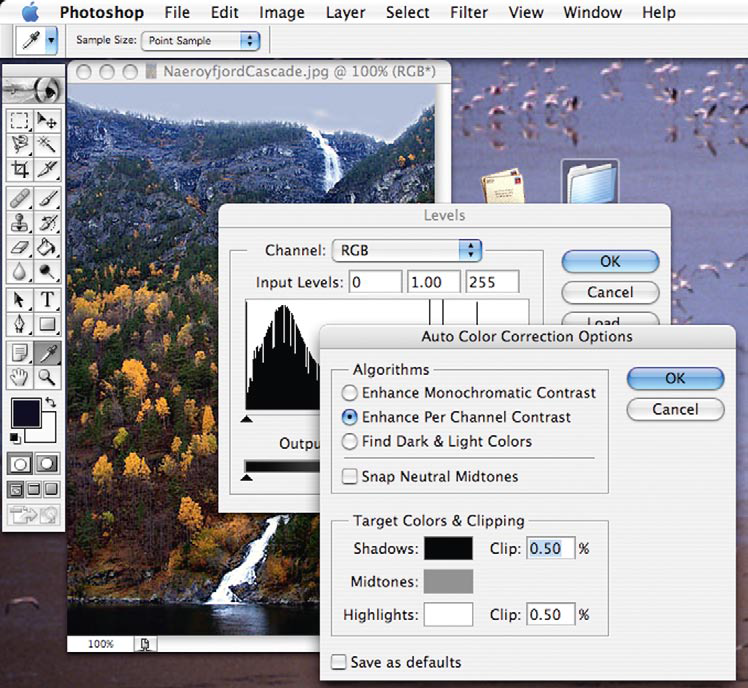 Photoshop File Edit Image Layer Select Filter View Window Help
Sample Size: Point Sample
NaeroyfjordCascade.jpg @ 100% (RGB*)
Levels
Channel: RGB
OK
Input Levels: 0 1.00 255
Cancel
Load...
Auto Color Correction Options
Algorithms
OK
Enhance Monochromatic Contrast
Cancel
Enhance Per Channel Contrast
Find Dark & Light Colors
Outpu
Snap Neutral Midtones
T
Target Colors & Clipping
Shadows: Clip: 0.50 %
Midtones:
Highlights: Clip: 0.50 %
100%
Save as defaults